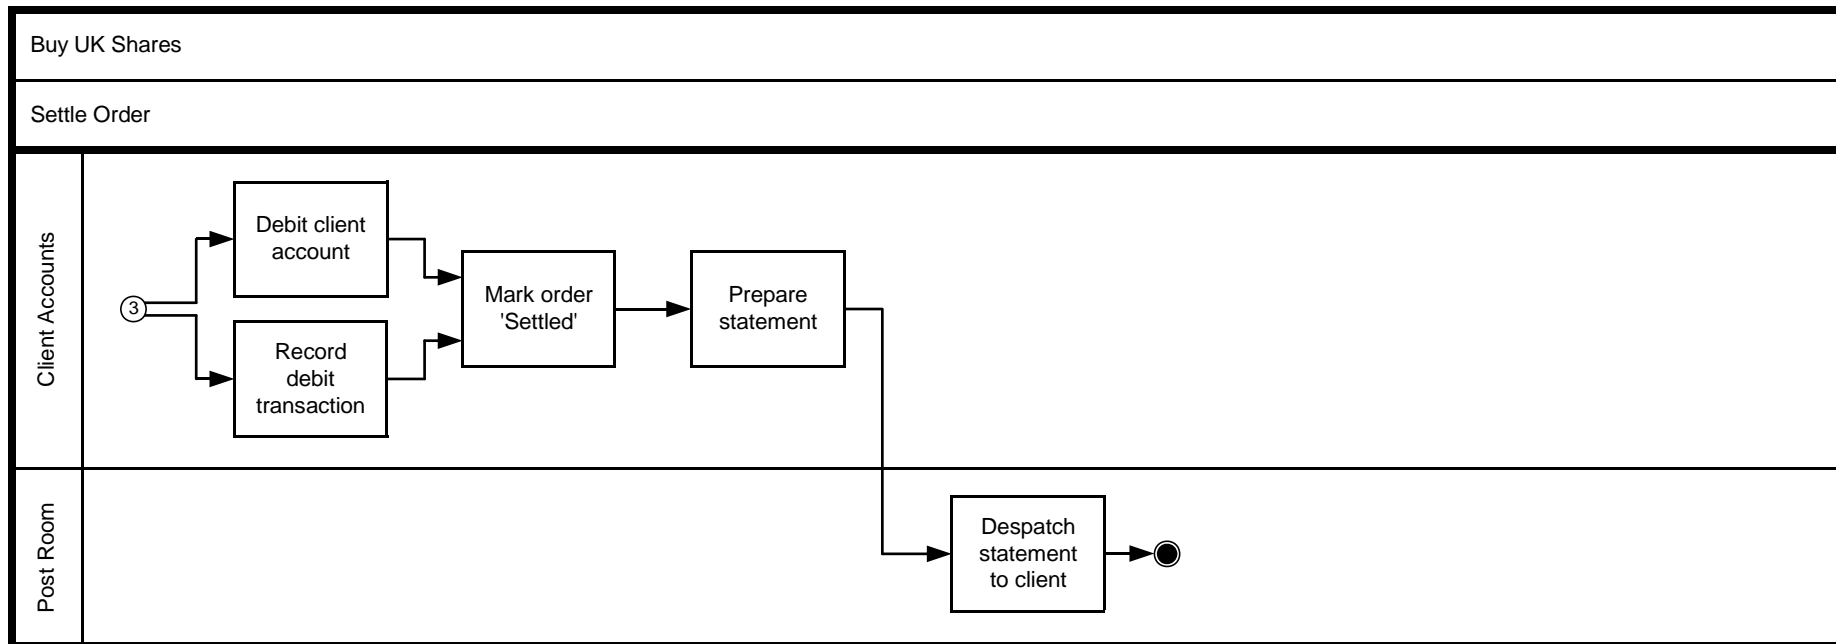 Buy UK Shares
Settle Order
Client Accounts
3
Debit client
account
Record
debit
transaction
Mark order
'Settled'
Prepare
statement
Post Room
Despatch
statement
to client